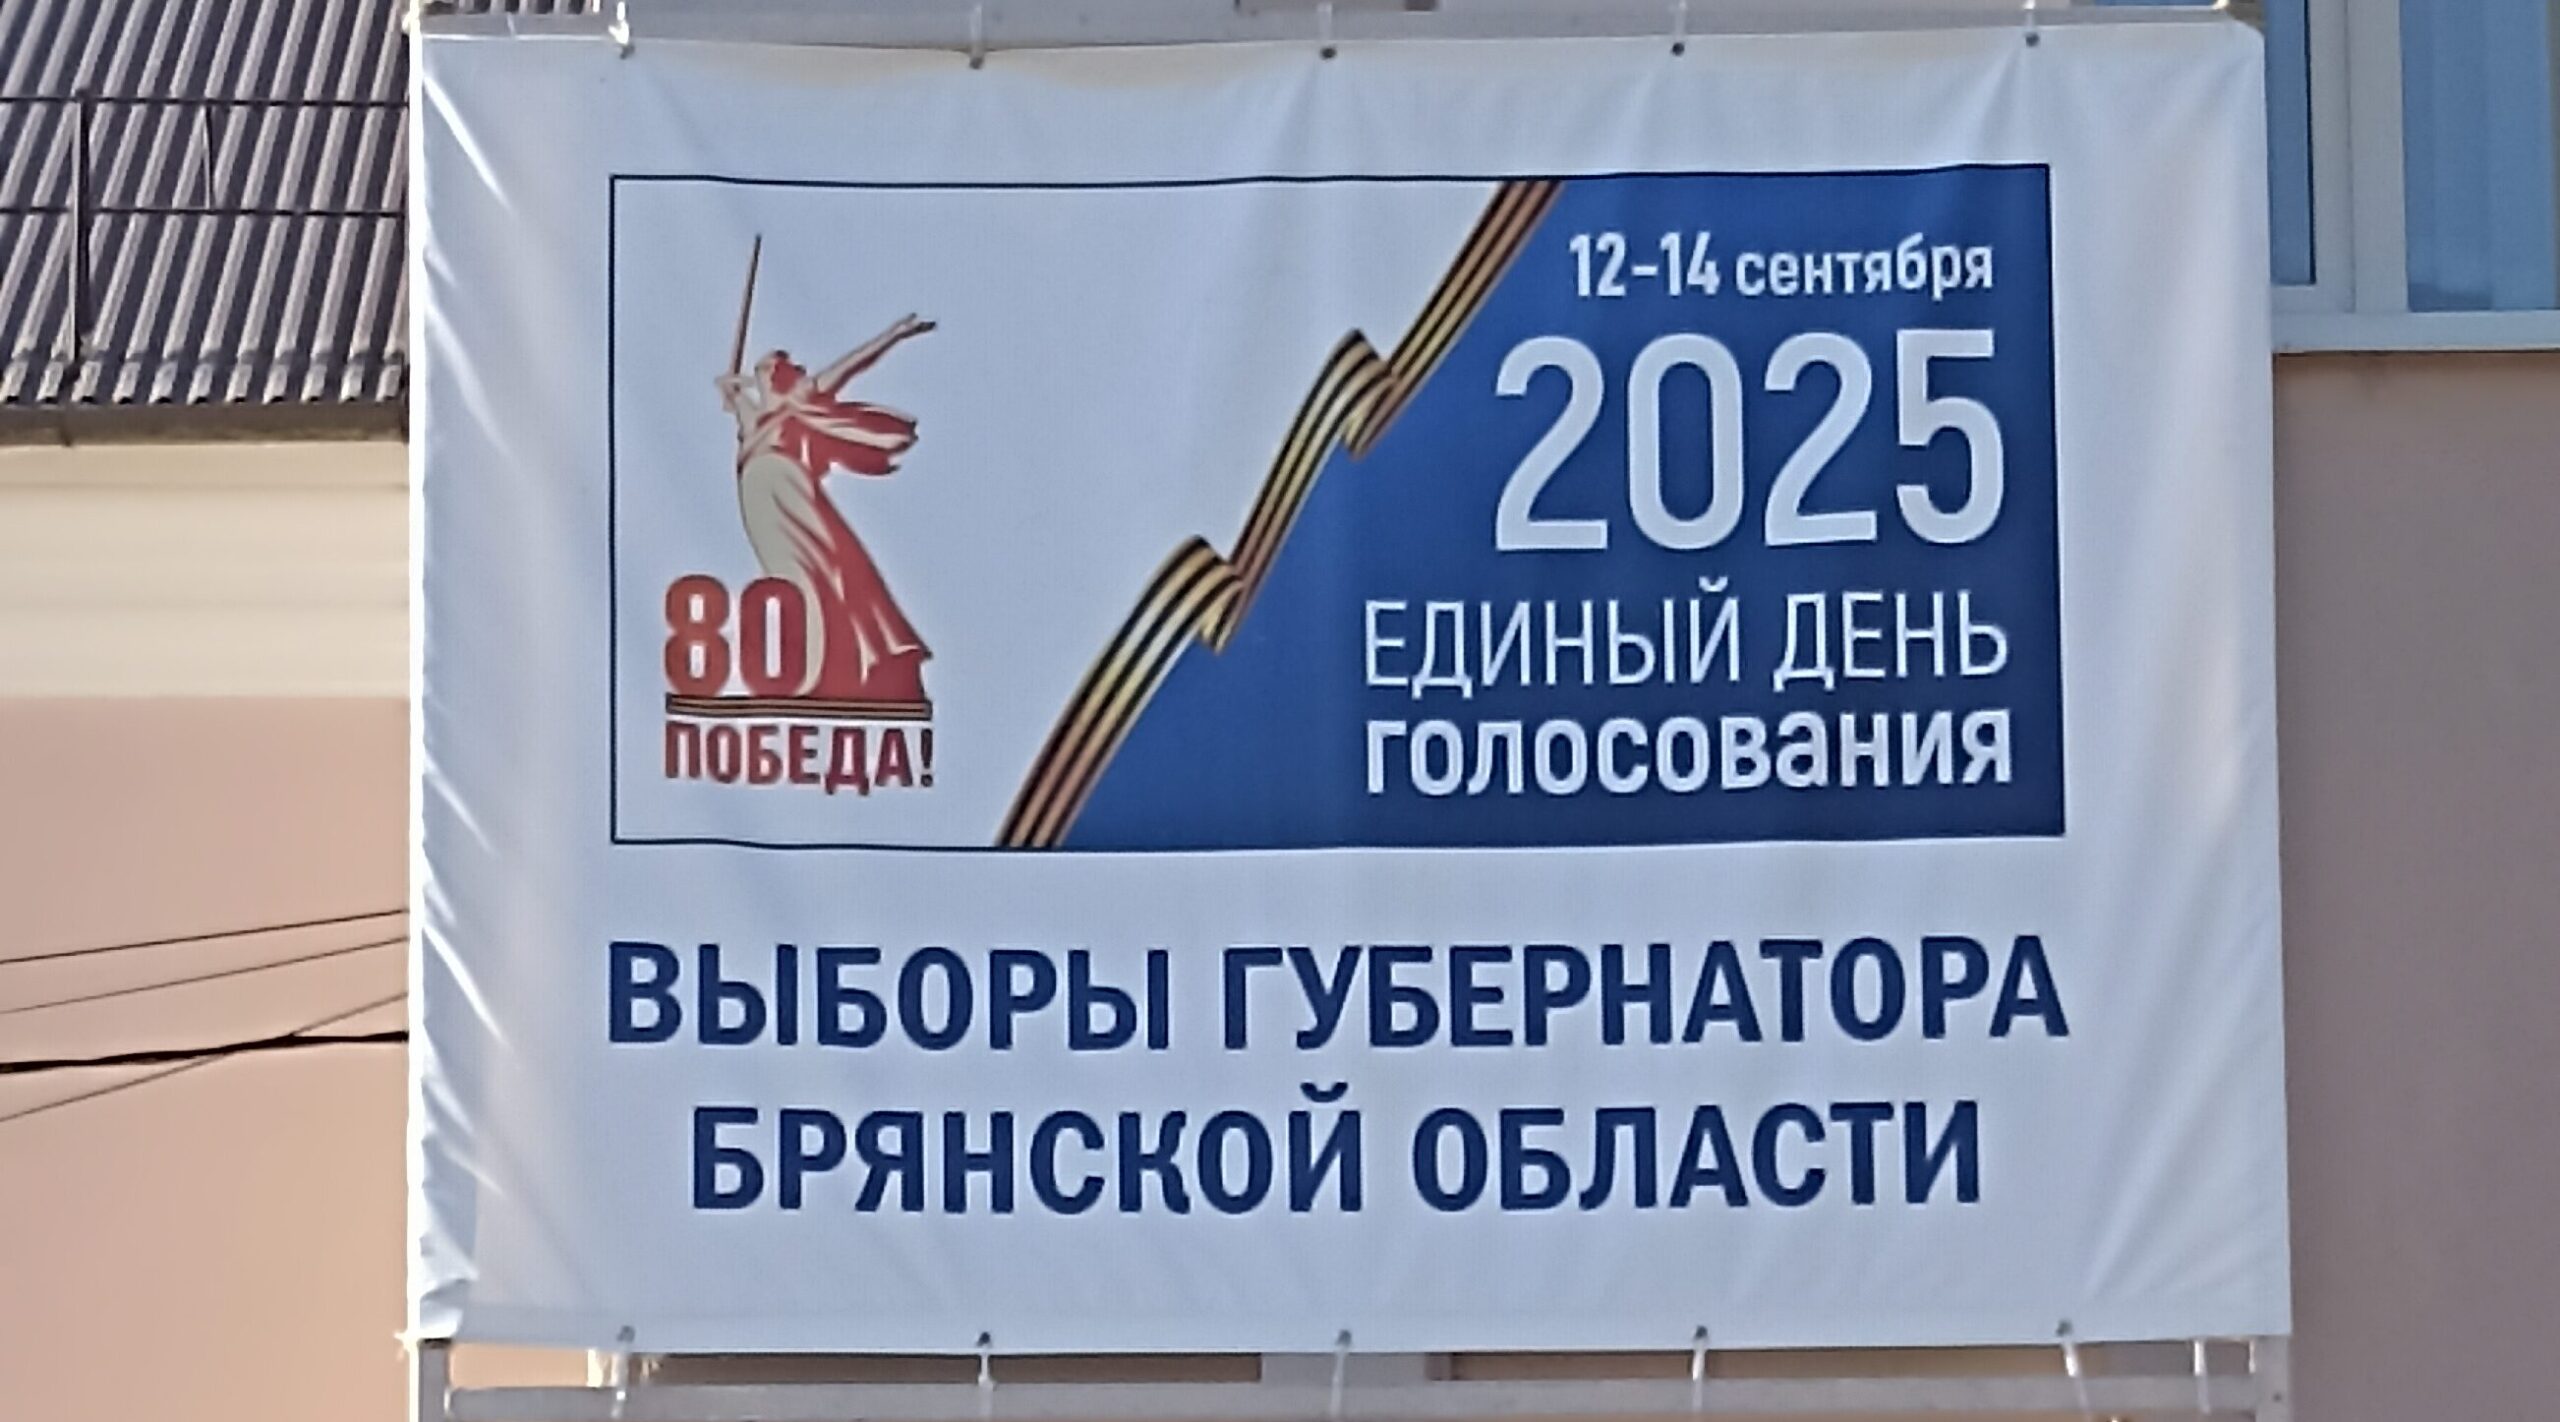 80
ПОБЕДА!
12-14 сентября
2025
ЕДИНЫЙ ДЕНЬ
ГОЛОСОВАНИЯ
ВЫБОРЫ ГУБЕРНАТОРА
БРЯНСКОЙ ОБЛАСТИ